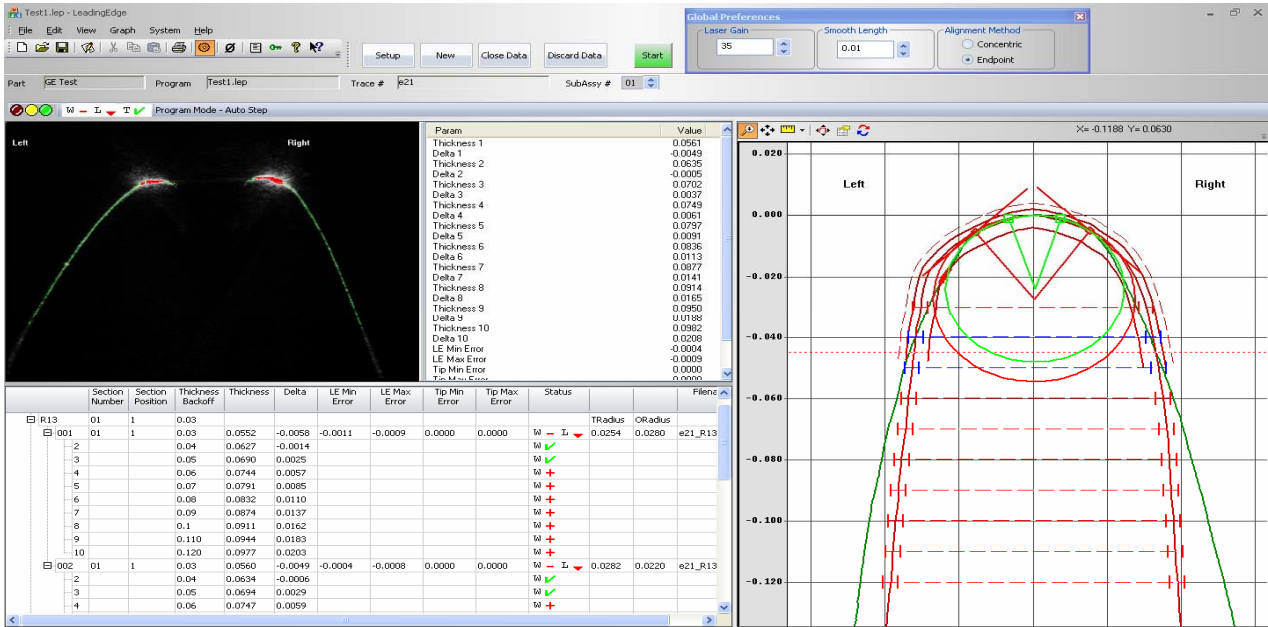 Test1.lep - LeadingEdge
File Edit View Graph System Help
Setup New Close Data Discard Data Start
Global Preferences
Laser Gain Smooth Length Alignment Method
35 0.01 Concentric
Endpoint
Part GE Test Program Test1.lep Trace # e21 SubAssy # 01
W L T Program Mode - Auto Step
Left Right
Param Value
Thickness 1 0.0561
Delta 1 -0.0049
Thickness 2 0.0635
Delta 2 -0.0005
Thickness 3 0.0702
Delta 3 0.0037
Thickness 4 0.0749
Delta 4 0.0061
Thickness 5 0.0797
Delta 5 0.0091
Thickness 6 0.0836
Delta 6 0.0113
Thickness 7 0.0877
Delta 7 0.0141
Thickness 8 0.0914
Delta 8 0.0165
Thickness 9 0.0950
Delta 9 0.0188
Thickness 10 0.0982
Delta 10 0.0208
LE Min Error -0.0004
LE Max Error -0.0009
Tip Min Error 0.0000
Tip Max Error 0.0000
X= -0.1188 Y= 0.0630
0.020
Left Right
0.000
-0.020
-0.040
-0.060
-0.080
-0.100
-0.120
Section Number Section Position Thickness Backoff Thickness Delta LE Min Error LE Max Error Tip Min Error Tip Max Error Status Filena
R13 01 1 0.03 TRadius ORadius
001 01 1 0.03 0.0552 -0.0058 -0.0011 -0.0009 0.0000 0.0000 W L 0.0254 0.0280 e21_R13
2 0.04 0.0627 -0.0014 W
3 0.05 0.0690 0.0025 W
4 0.06 0.0744 0.0057 W
5 0.07 0.0791 0.0085 W
6 0.08 0.0832 0.0110 W
7 0.09 0.0874 0.0137 W
8 0.1 0.0911 0.0162 W
9 0.110 0.0944 0.0183 W
10 0.120 0.0977 0.0203 W
002 01 1 0.03 0.0560 -0.0049 -0.0004 -0.0008 0.0000 0.0000 W L 0.0282 0.0220 e21_R13
2 0.04 0.0634 -0.0006 W
3 0.05 0.0694 0.0029 W
4 0.06 0.0747 0.0059 W